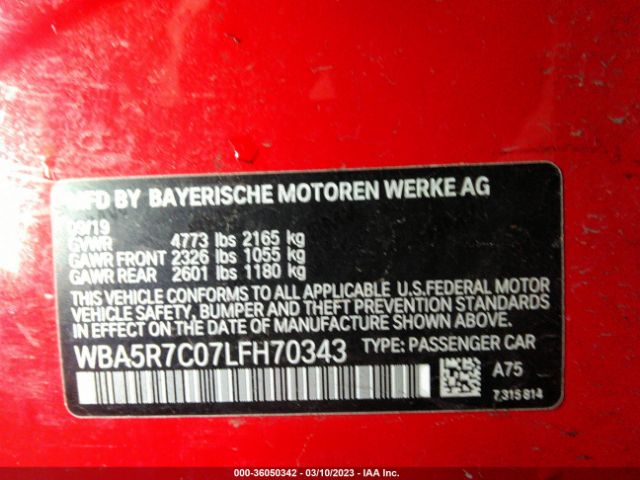 MFD BY BAYERISCHE MOTOREN WERKE AG
09/19
GVWR 4773 lbs 2165 kg
GAWR FRONT 2326 lbs 1055 kg
GAWR REAR 2601 lbs 1180 kg
THIS VEHICLE CONFORMS TO ALL APPLICABLE U.S.FEDERAL MOTOR
VEHICLE SAFETY, BUMPER AND THEFT PREVENTION STANDARDS
IN EFFECT ON THE DATE OF MANUFACTURE SHOWN ABOVE.
WBA5R7C07LFH70343 TYPE: PASSENGER CAR
A75
7 315 814
000-36050342 - 03/10/2023 - IAA Inc.